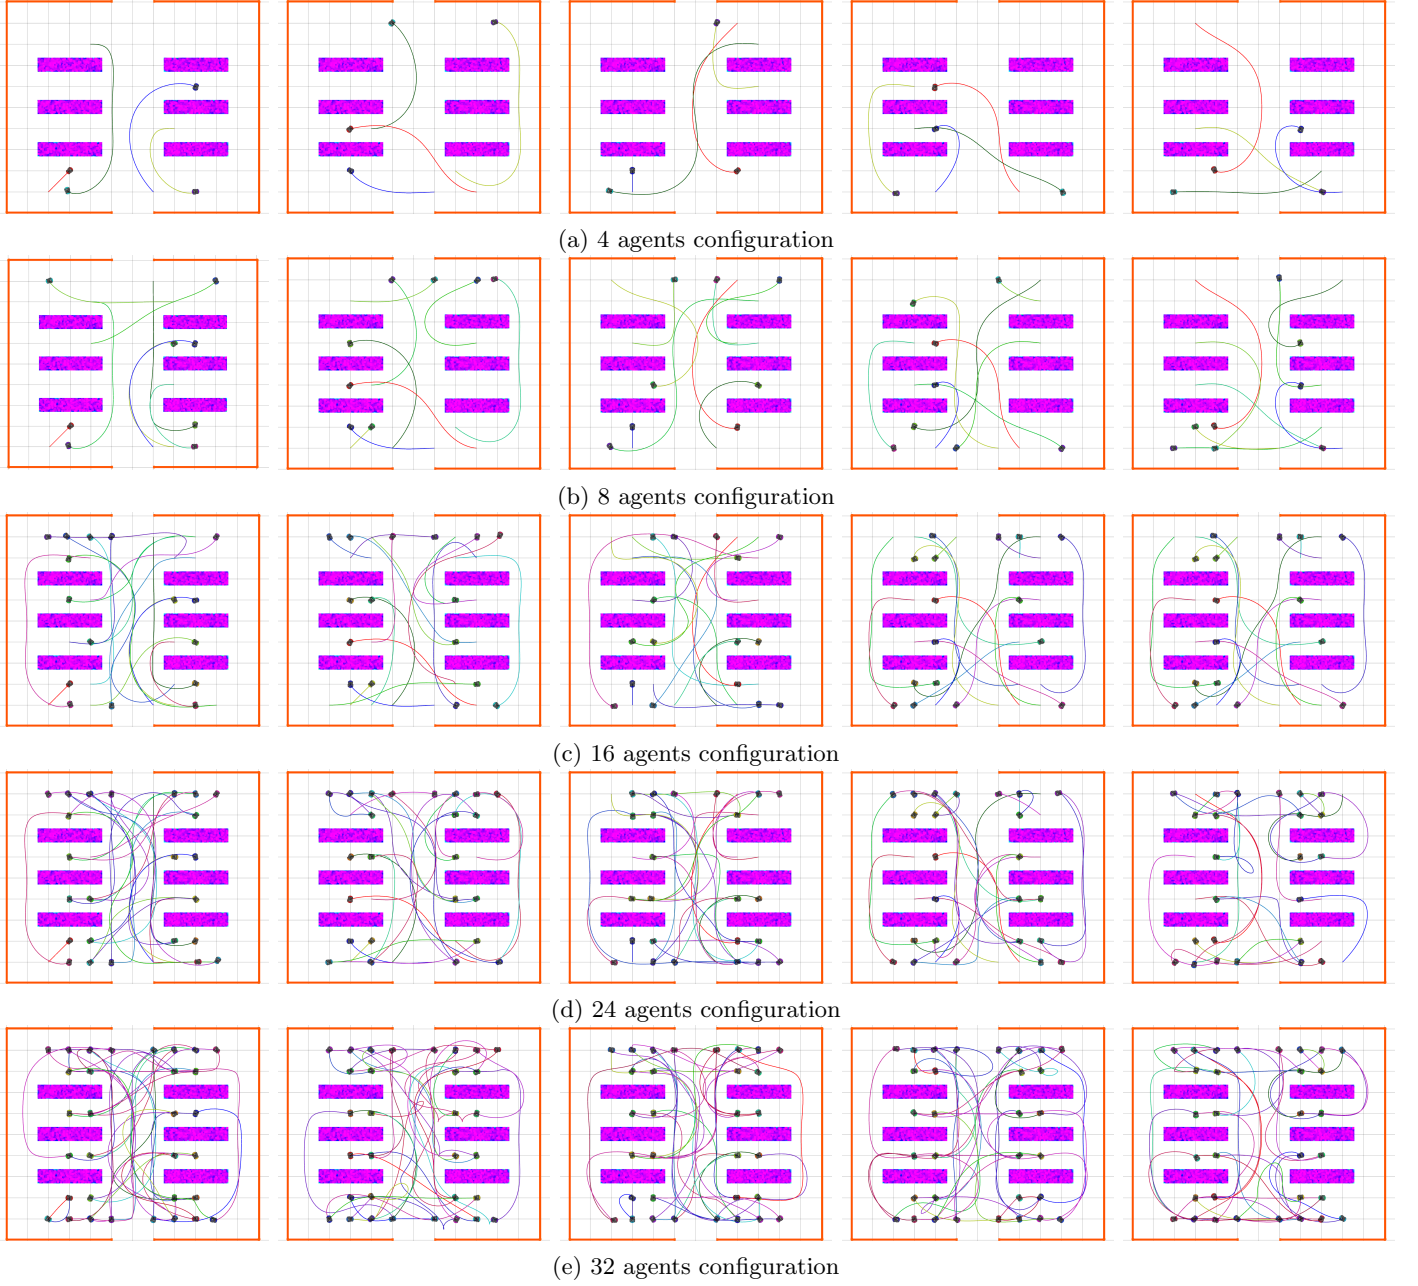 (a) 4 agents configuration
(b) 8 agents configuration
(c) 16 agents configuration
(d) 24 agents configuration
(e) 32 agents configuration